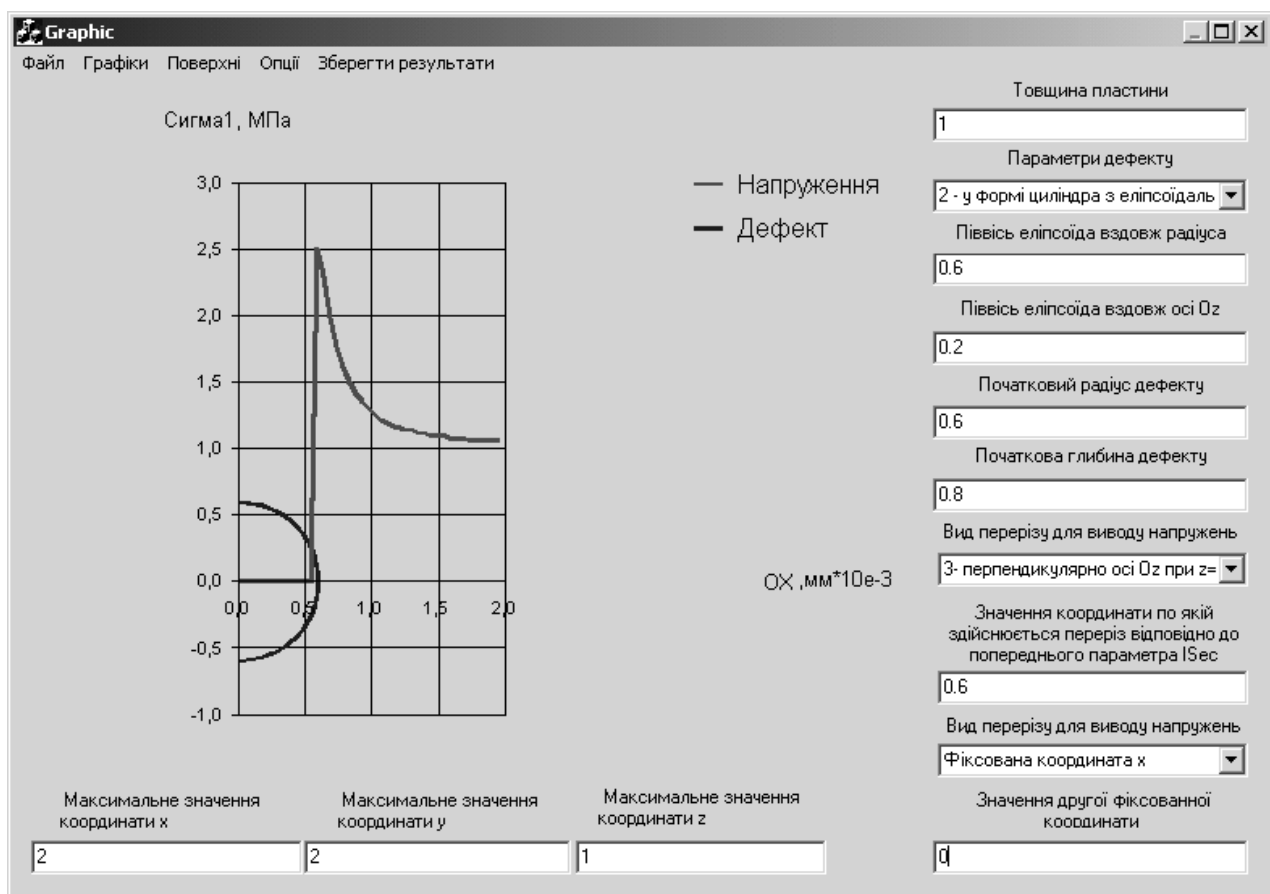 Graphic
Файл Графіки Поверхні Опції Зберегти результати
Сигма1, МПа
3,0
2,5
2,0
1,5
1,0
0,5
0,0
-0,5
-1,0
0,0 0,5 1,0 1,5 2,0
Напруження
Дефект
ОХ ,мм*10е-3
Товщина пластини
1
Параметри дефекту
2 - у формі циліндра з еліпсоїдаль
Піввісь еліпсоїда вздовж радіуса
0.6
Піввісь еліпсоїда вздовж осі Oz
0.2
Початковий радіус дефекту
0.6
Початкова глибина дефекту
0.8
Вид перерізу для виводу напружень
3- перпендикулярно осі Oz при z=
Значення координати по якій
здійснюється переріз відповідно до
попереднього параметра ISec
0.6
Вид перерізу для виводу напружень
Фіксована координата x
Значення другої фіксованної
координати
0
Максимальне значення
координати x
2
Максимальне значення
координати y
2
Максимальне значення
координати z
1